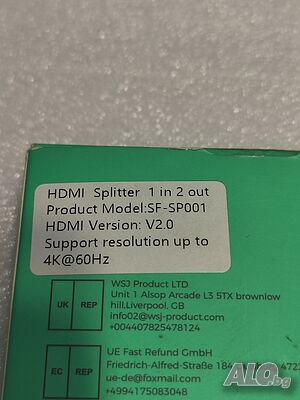 HDMI Splitter 1 in 2 out
Product Model:SF-SP001
HDMI Version: V2.0
Support resolution up to
4K@60Hz
UK REP
WSJ Product LTD
Unit 1 Alsop Arcade L3 5TX brownlow
hill,Liverpool, GB
info02@wsj-product.com
+004407825478124
EC REP
UE Fast Refund GmbH
Friedrich-Alfred-Straße 184
4722
ue-de@foxmail.com
+4994175083048
ALO.bg